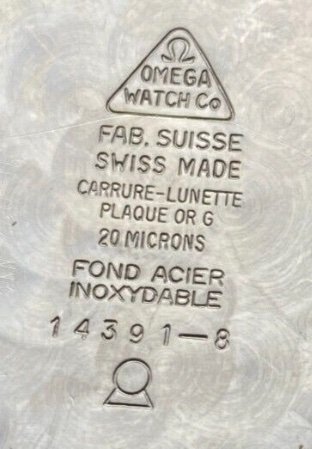 Ω
OMEGA
WATCH Co
FAB. SUISSE
SWISS MADE
CARRURE-LUNETTE
PLAQUE OR G
20 MICRONS
FOND ACIER
INOXYDABLE
14391-8